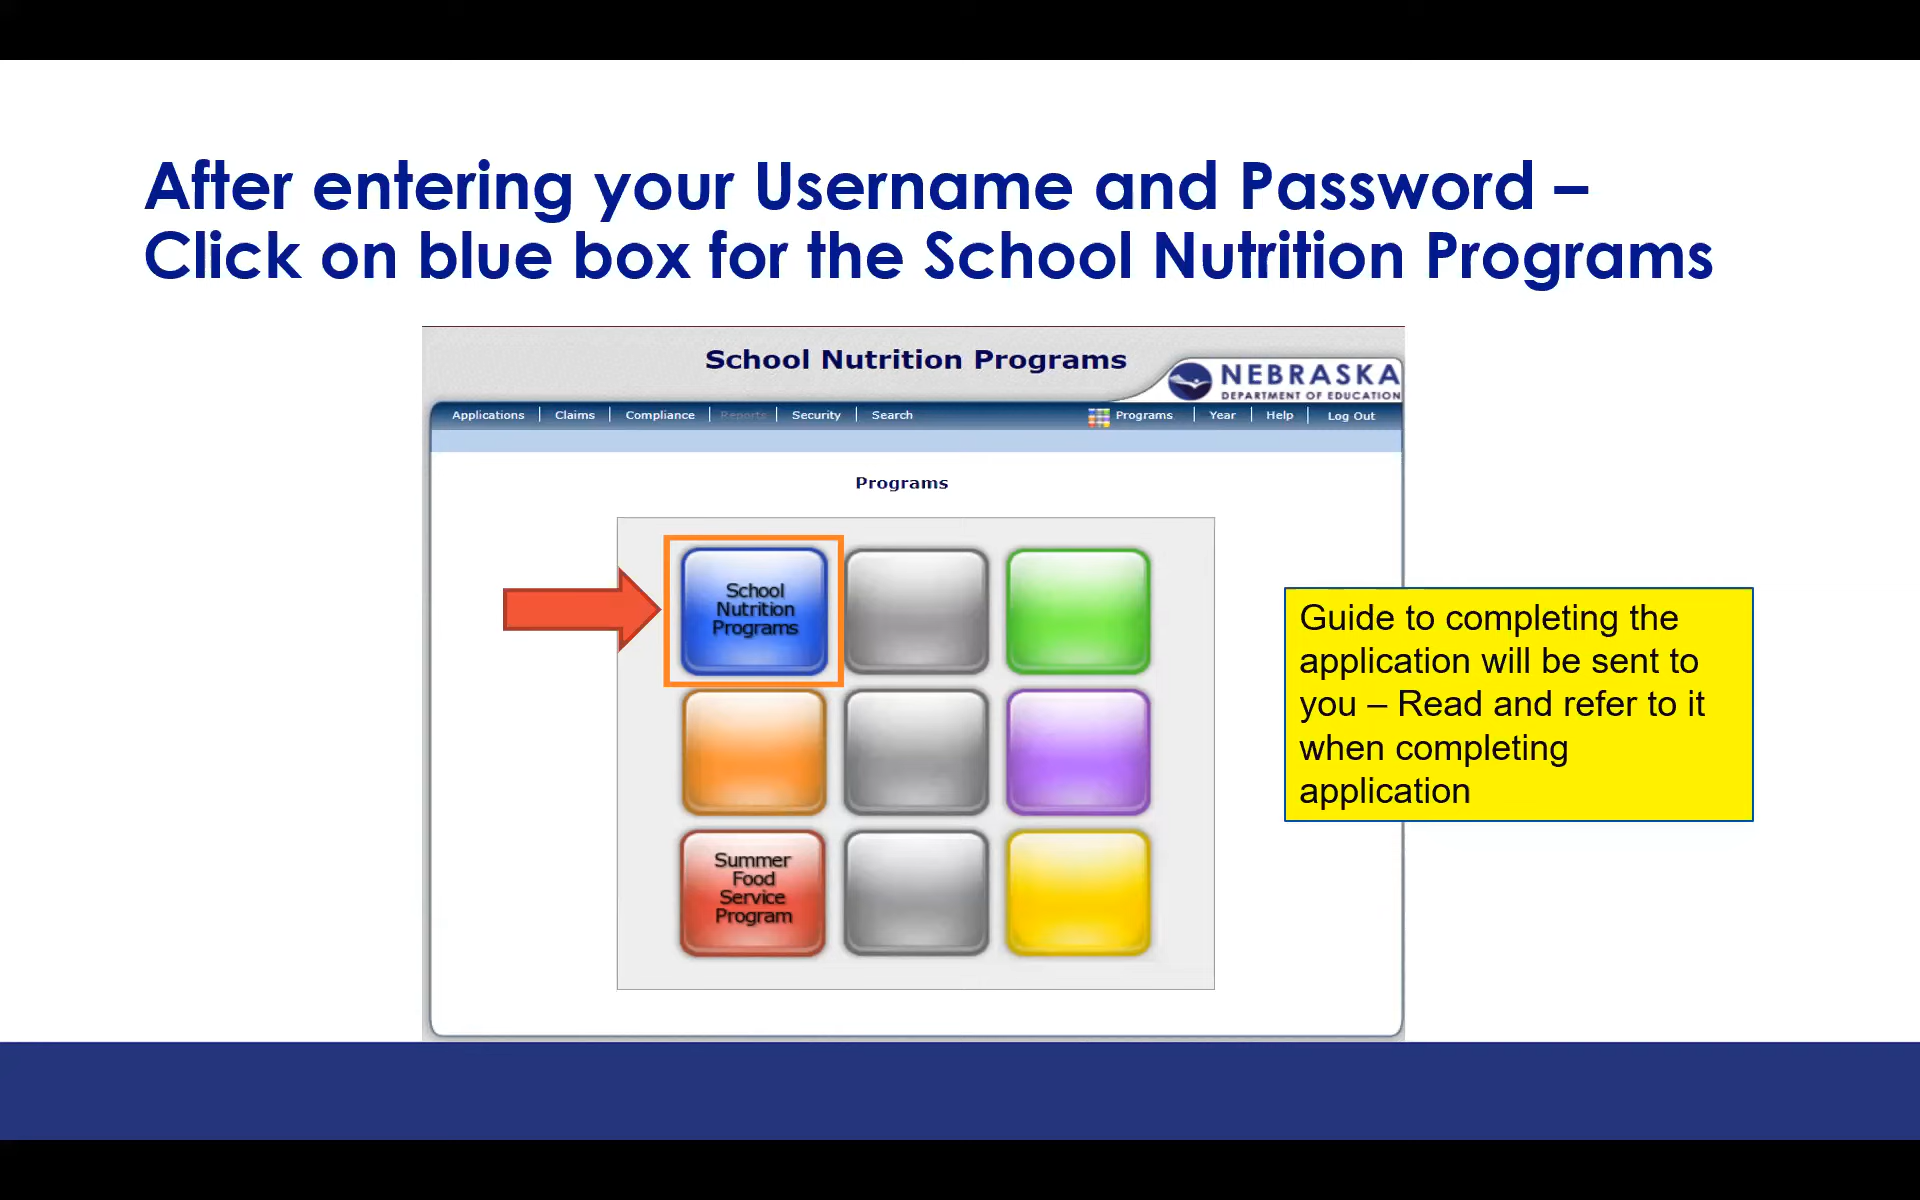 After entering your Username and Password –
Click on blue box for the School Nutrition Programs
School Nutrition Programs
NEBRASKA
DEPARTMENT OF EDUCATION
Applications | Claims | Compliance | Reports | Security | Search Programs | Year | Help | Log Out
Programs
School
Nutrition
Programs
Summer
Food
Service
Program
Guide to completing the
application will be sent to
you – Read and refer to it
when completing
application